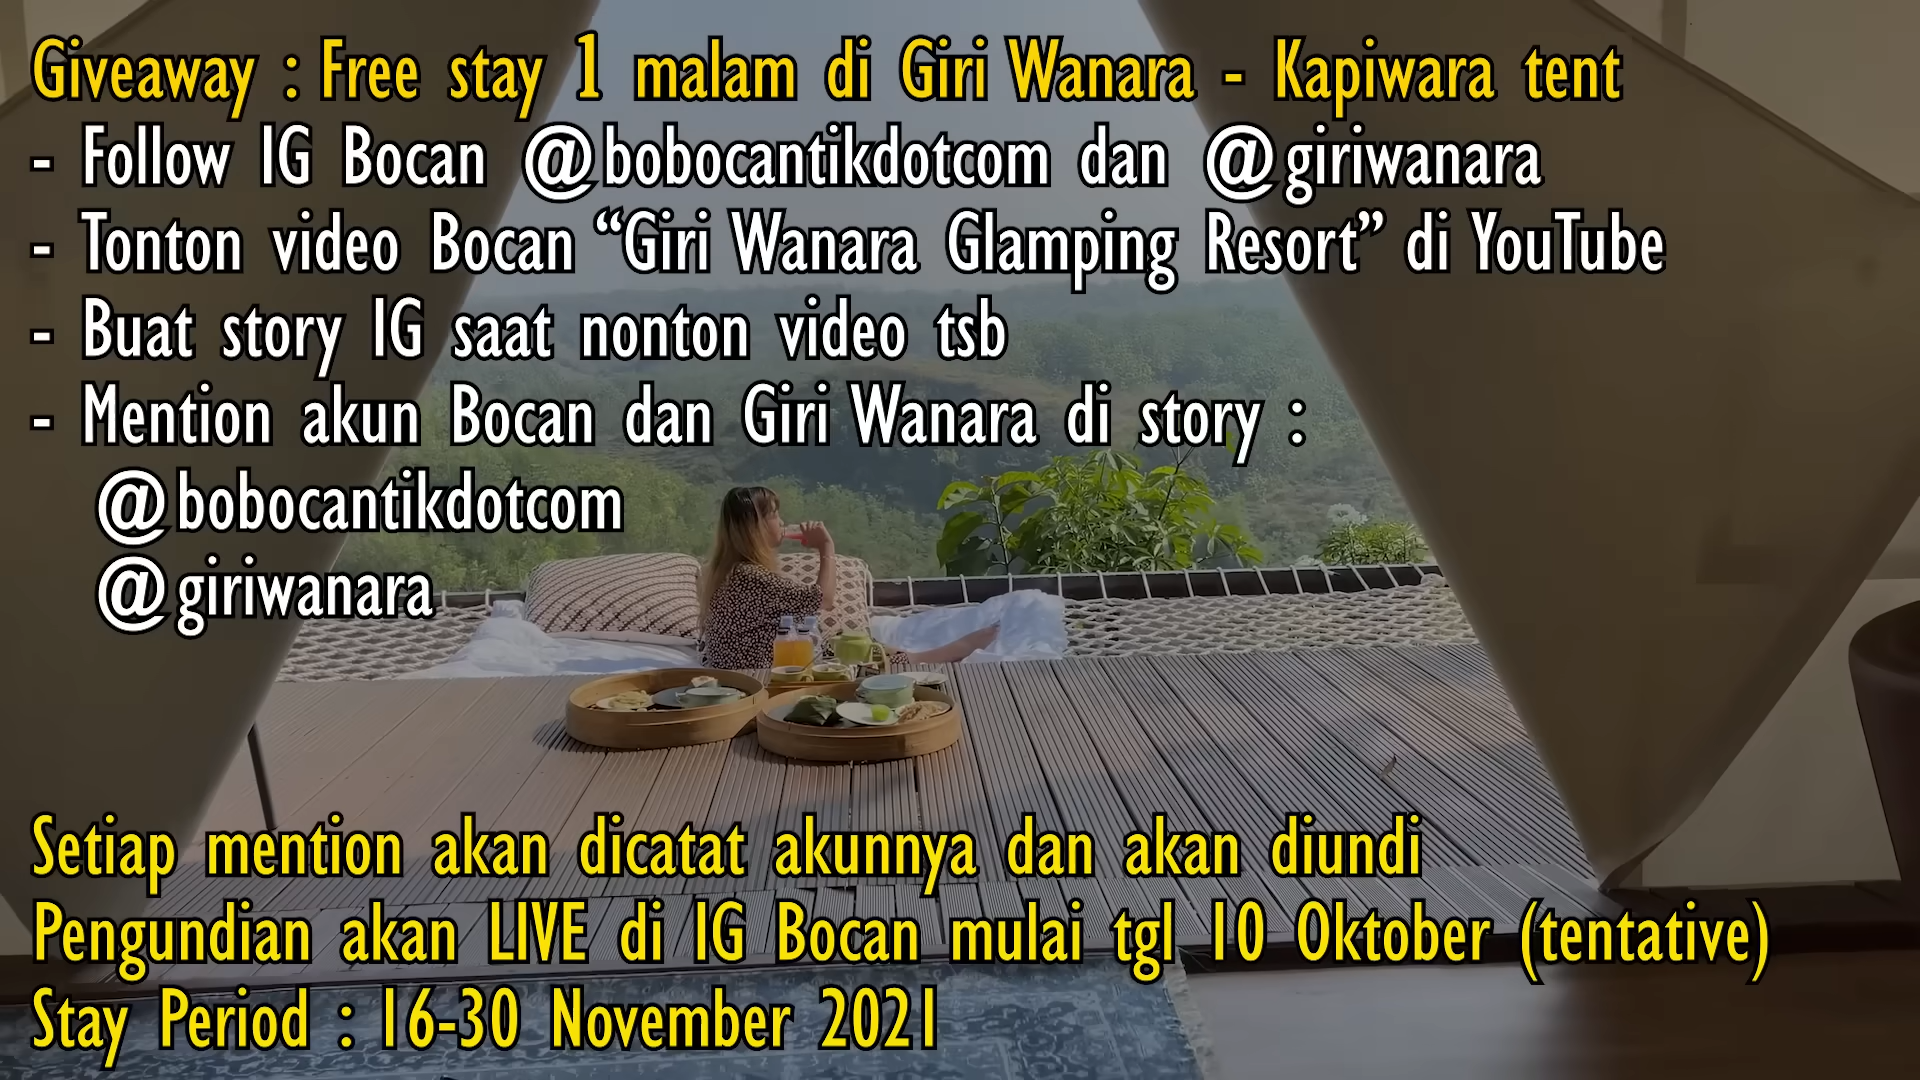 Giveaway : Free stay 1 malam di Giri Wanara - Kapiwara tent
- Follow IG Bocan @bobocantikdotcom dan @giriwanara
- Tonton video Bocan “Giri Wanara Glamping Resort” di YouTube
- Buat story IG saat nonton video tsb
- Mention akun Bocan dan Giri Wanara di story :
@bobocantikdotcom
@giriwanara
Setiap mention akan dicatat akunnya dan akan diundi
Pengundian akan LIVE di IG Bocan mulai tgl 10 Oktober (tentative)
Stay Period : 16-30 November 2021